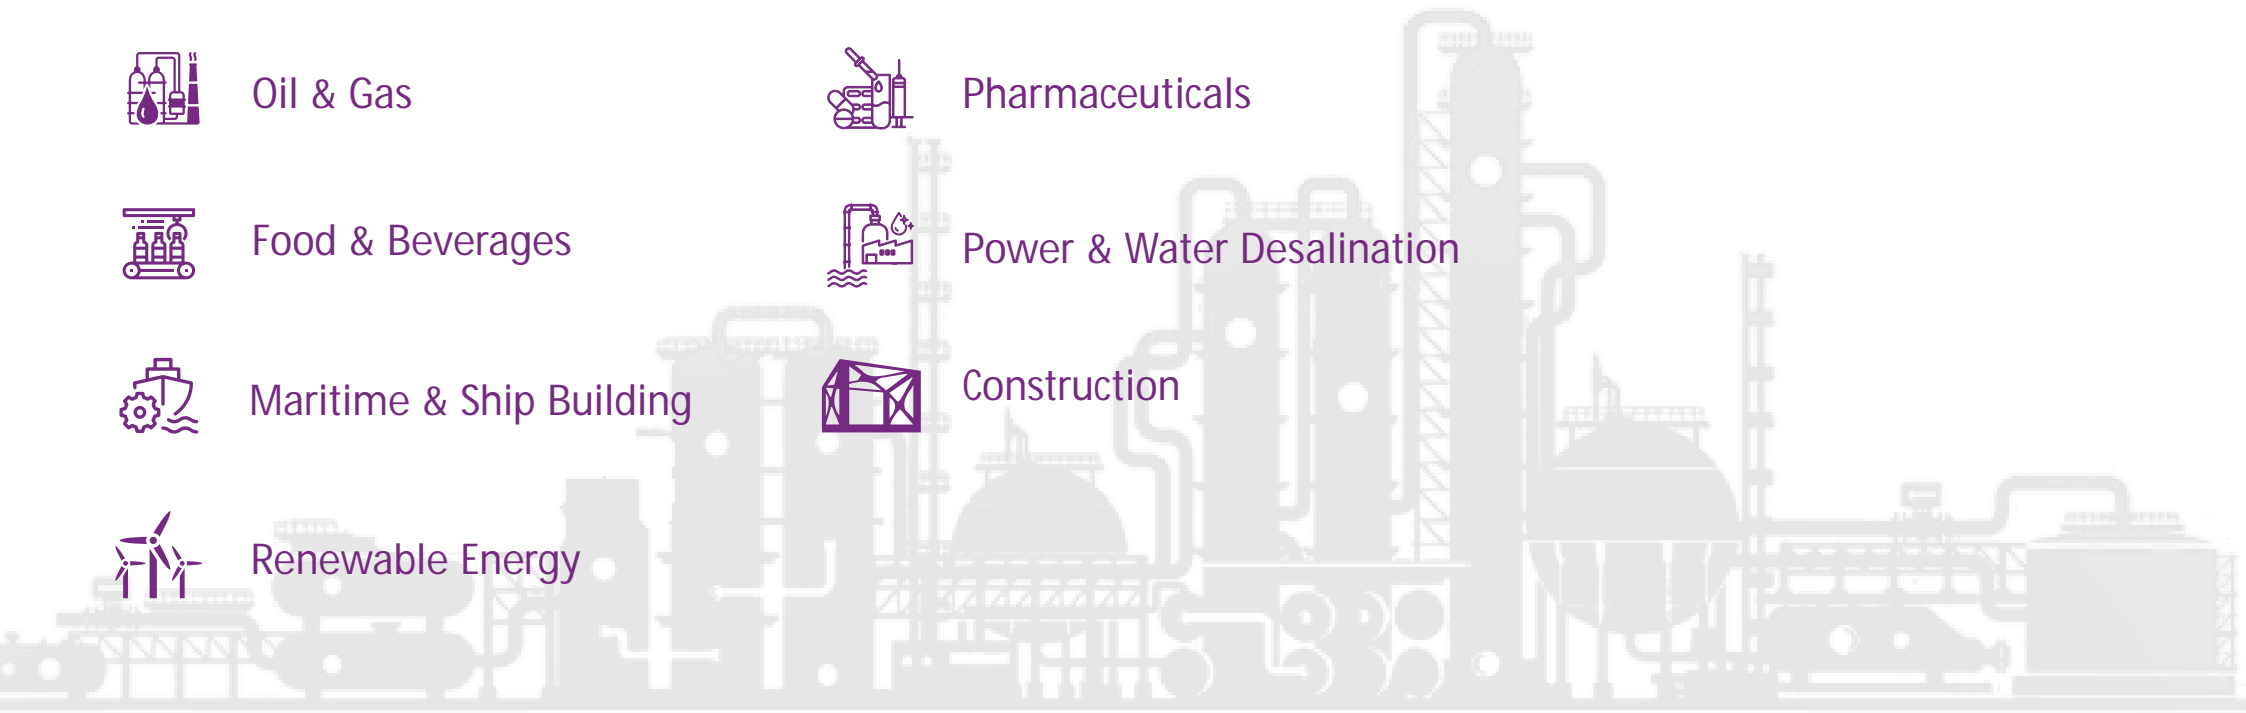 Oil & Gas
Food & Beverages
Maritime & Ship Building
Renewable Energy
Pharmaceuticals
Power & Water Desalination
Construction